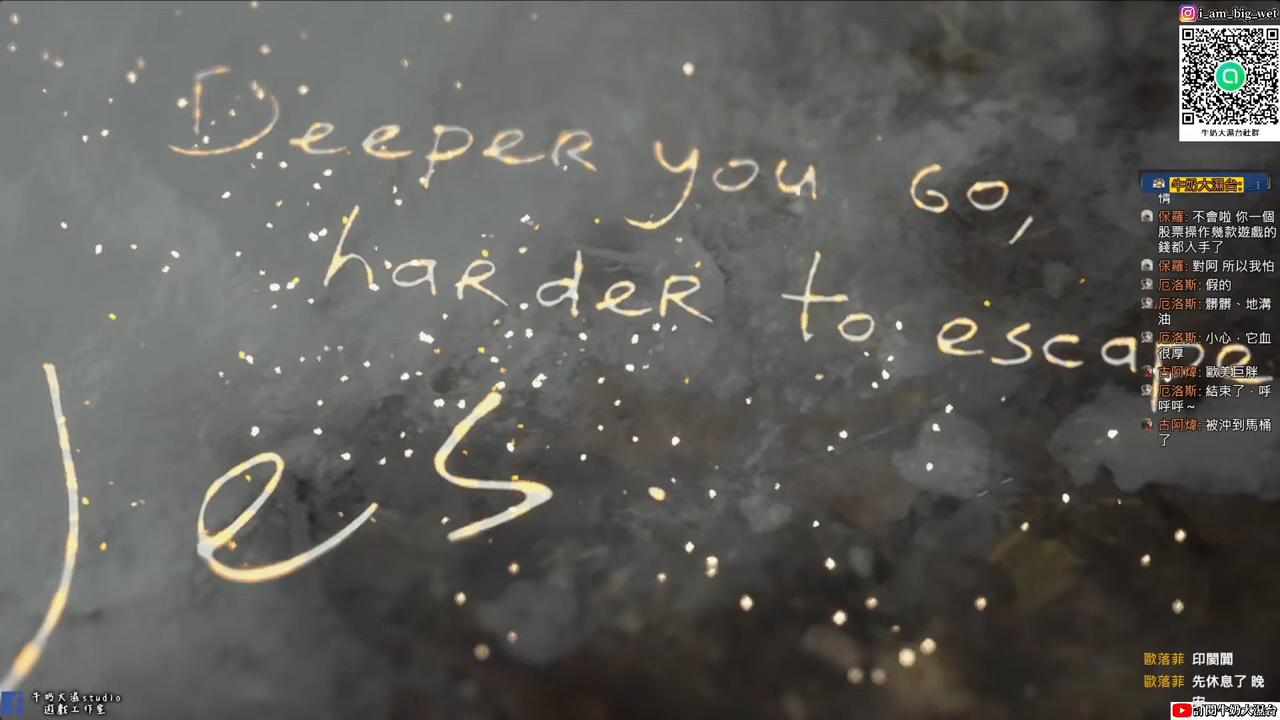 Deeper you go,
harder to escape
yes
i_am_big_wet
牛奶大濕台社群
牛奶大濕台:
情
保羅: 不會啦 你一個
股票操作幾款遊戲的
錢都入手了
保羅: 對阿 所以我怕
厄洛斯: 假的
厄洛斯: 髒髒、地溝
油
厄洛斯: 小心，它血
很厚
古阿煒: 歐美巨胖
厄洛斯: 結束了，呼
呼呼～
古阿煒: 被沖到馬桶
了
歐落菲 印闔闐
歐落菲 先休息了 晚
牛奶大濕studio
遊戲工作室
訂閱牛奶大濕台